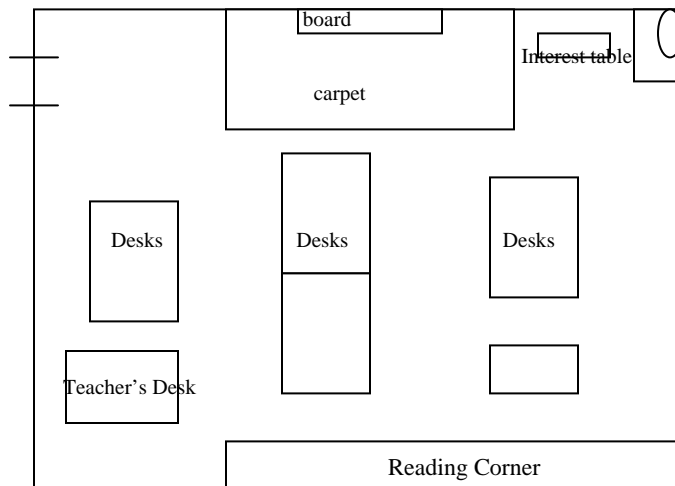 board
Interest table
carpet
Desks
Desks
Desks
Teacher’s Desk
Reading Corner